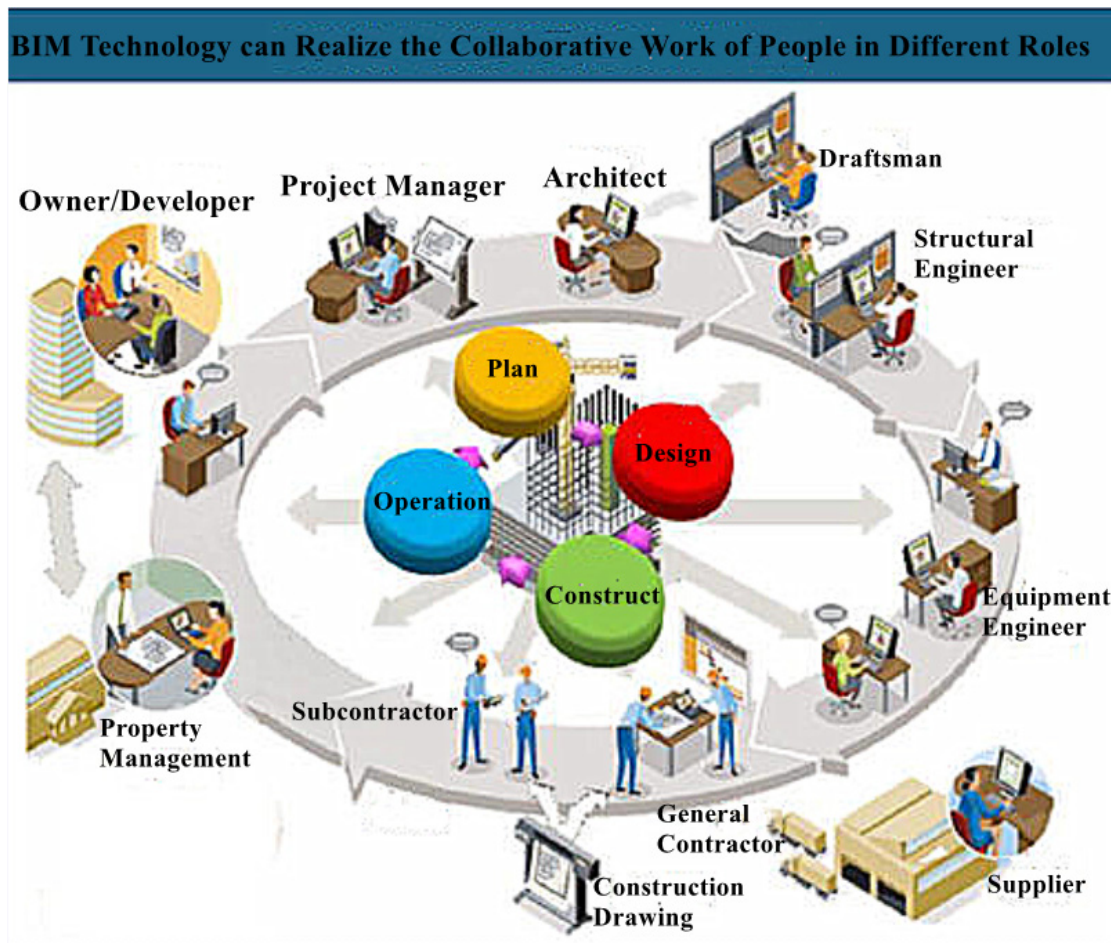 BIM Technology can Realize the Collaborative Work of People in Different Roles
Draftsman
Architect
Project Manager
Owner/Developer
Structural
Engineer
Plan
Design
Operation
Construct
Equipment
Engineer
Subcontractor
Property
Management
General
Contractor
Construction
Drawing
Supplier